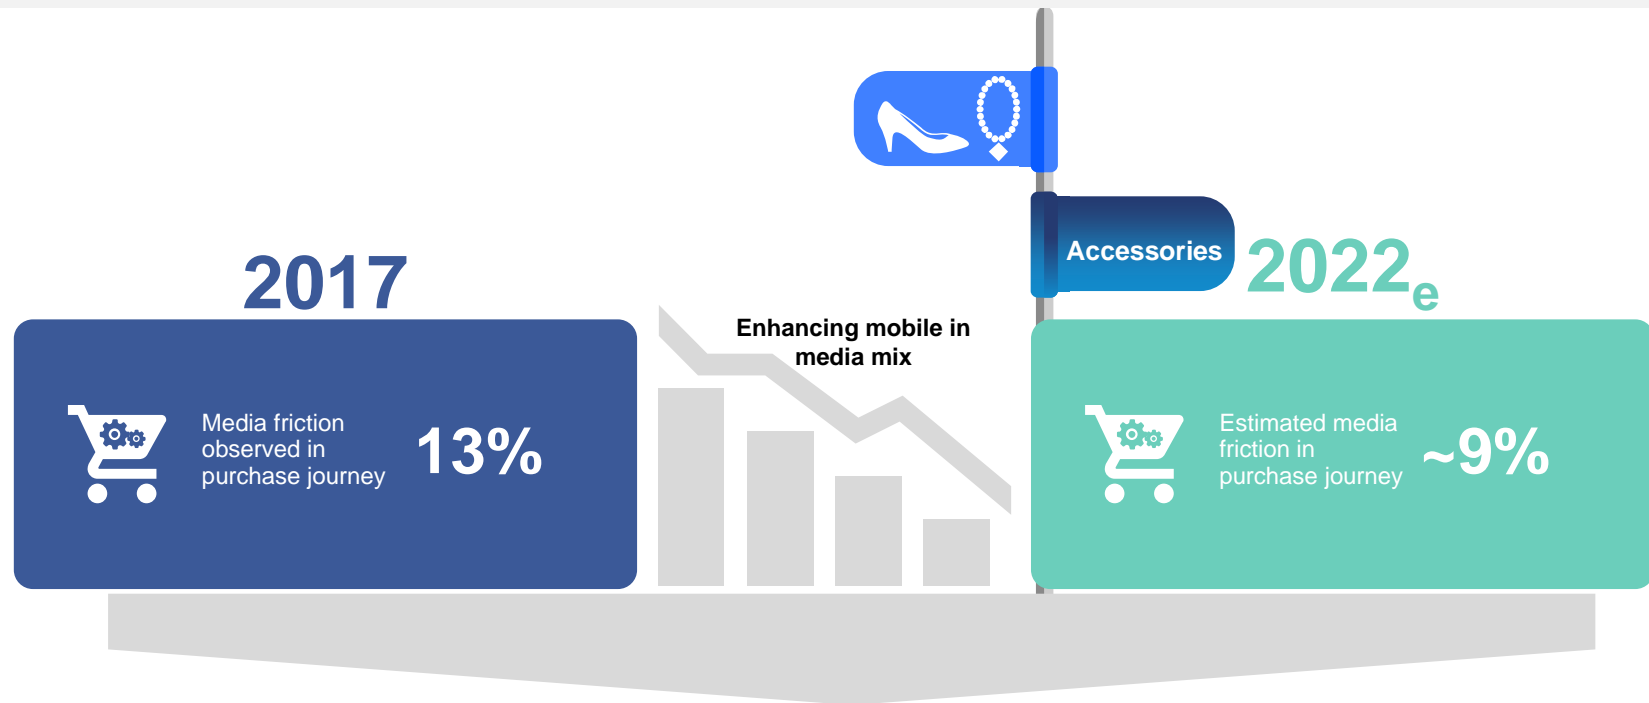 Accessories
2017
2022e
Enhancing mobile in
media mix
Media friction
observed in
purchase journey
13%
Estimated media
friction in
purchase journey
~9%